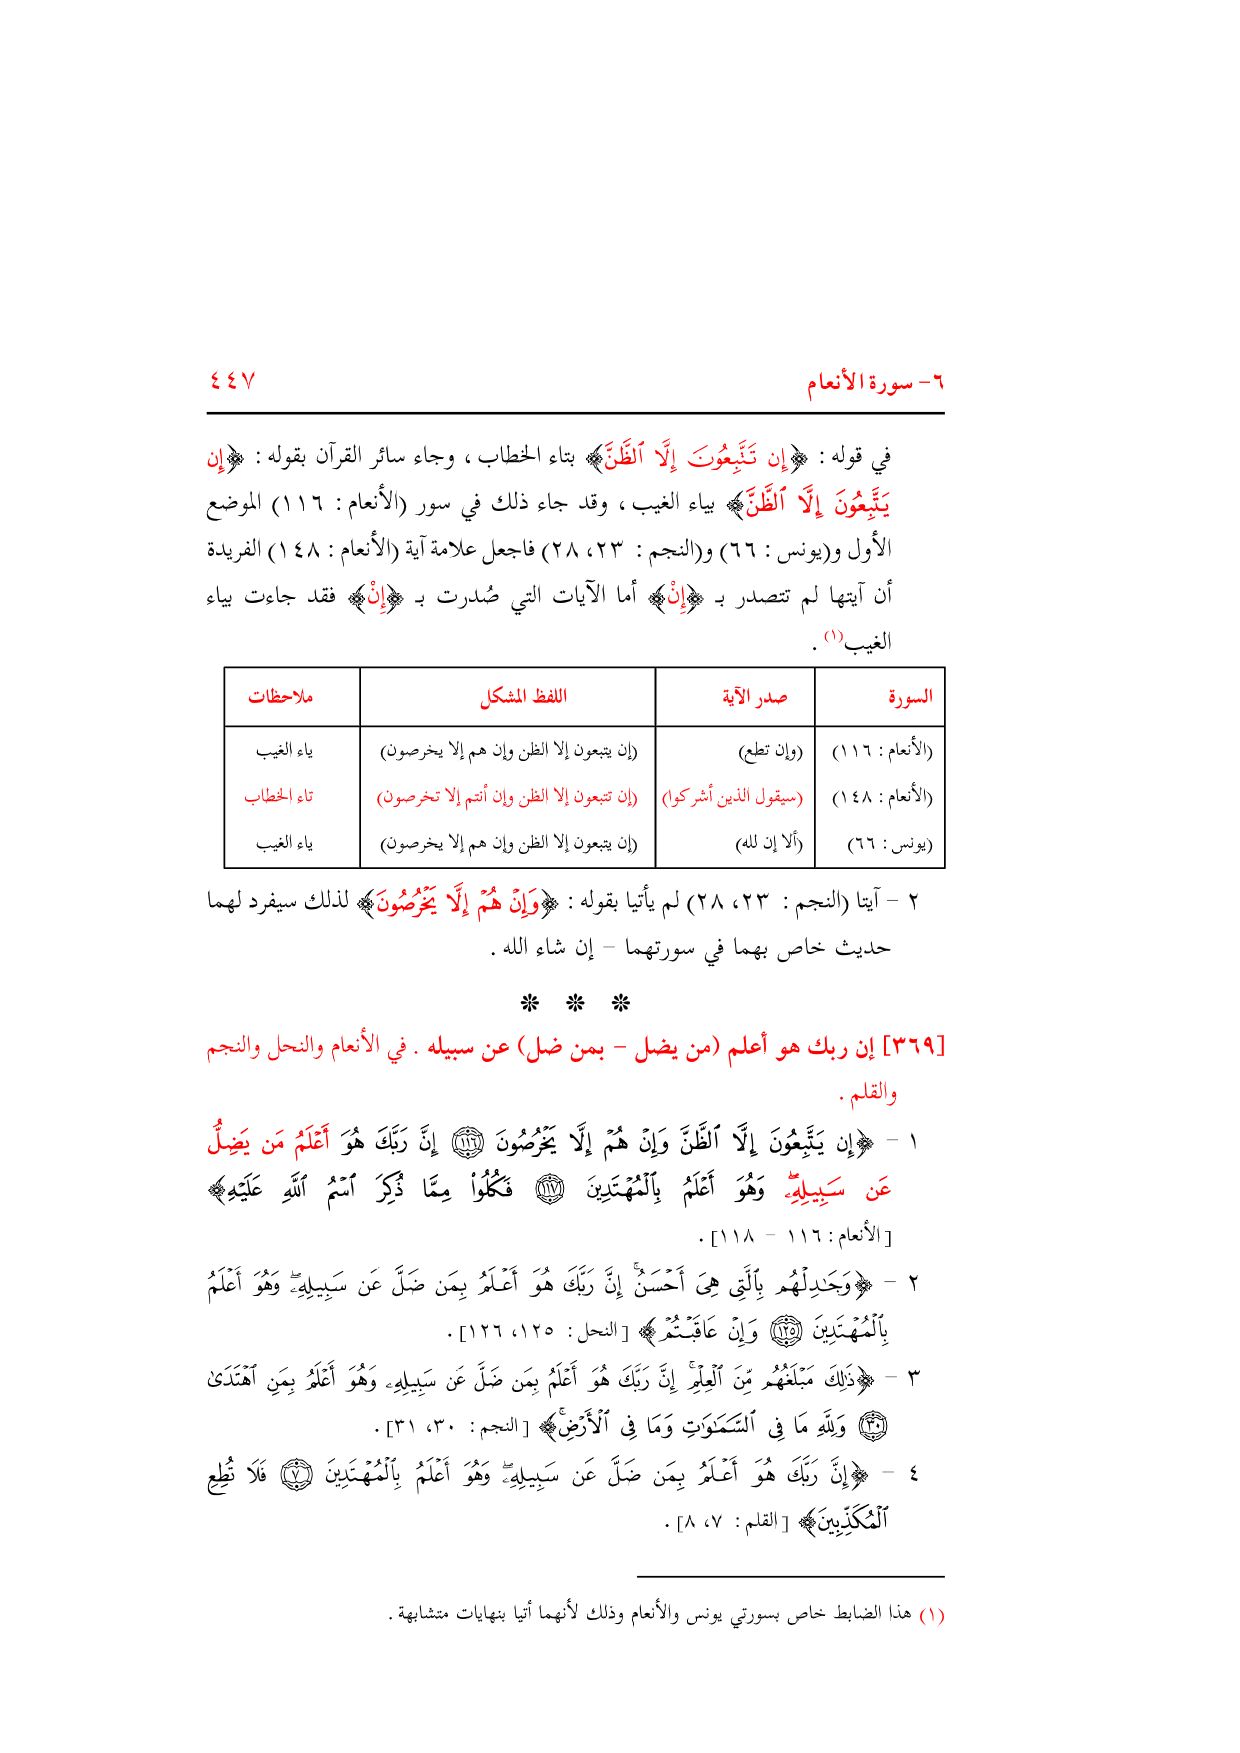 ٦- سورة الأنعام ٤٤٧
في قوله : ﴿إِن تَتَّبِعُونَ إِلَّا ٱلظَّنَّ﴾ بتاء الخطاب ، وجاء سائر القرآن بقوله : ﴿إِن
يَتَّبِعُونَ إِلَّا ٱلظَّنَّ﴾ بياء الغيب ، وقد جاء ذلك في سور (الأنعام : ١١٦) الموضع
الأول و(يونس : ٦٦) و(النجم : ٢٣، ٢٨) فاجعل علامة آية (الأنعام : ١٤٨) الفريدة
أن آيتها لم تتصدر بـ ﴿إِنْ﴾ أما الآيات التي صُدرت بـ ﴿إِنْ﴾ فقد جاءت بياء
الغيب(١) .
السورة صدر الآية اللفظ المشكل ملاحظات
(الأنعام : ١١٦) (وإن تطع) (إن يتبعون إلا الظن وإن هم إلا يخرصون) ياء الغيب
(الأنعام : ١٤٨) (سيقول الذين أشركوا) (إن تتبعون إلا الظن وإن أنتم إلا تخرصون) تاء الخطاب
(يونس : ٦٦) (ألا إن لله) (إن يتبعون إلا الظن وإن هم إلا يخرصون) ياء الغيب
٢ - آيتا (النجم : ٢٣، ٢٨) لم يأتيا بقوله : ﴿وَإِنْ هُمْ إِلَّا يَخْرُصُونَ﴾ لذلك سيفرد لهما
حديث خاص بهما في سورتهما - إن شاء الله .
❊ ❊ ❊
[٣٦٩] إن ربك هو أعلم (من يضل - بمن ضل) عن سبيله . في الأنعام والنحل والنجم
والقلم .
١ - ﴿إِن يَتَّبِعُونَ إِلَّا ٱلظَّنَّ وَإِنْ هُمْ إِلَّا يَخْرُصُونَ ١١٦ إِنَّ رَبَّكَ هُوَ أَعْلَمُ مَن يَضِلُّ
عَن سَبِيلِهِۦۖ وَهُوَ أَعْلَمُ بِٱلْمُهْتَدِينَ ١١٧ فَكُلُوا۟ مِمَّا ذُكِرَ ٱسْمُ ٱللَّهِ عَلَيْهِ﴾
[الأنعام : ١١٦ - ١١٨] .
٢ - ﴿وَجَٰدِلْهُم بِٱلَّتِى هِىَ أَحْسَنُۚ إِنَّ رَبَّكَ هُوَ أَعْلَمُ بِمَن ضَلَّ عَن سَبِيلِهِۦۖ وَهُوَ أَعْلَمُ
بِٱلْمُهْتَدِينَ ١٢٥ وَإِنْ عَاقَبْتُمْ﴾ [النحل : ١٢٥، ١٢٦] .
٣ - ﴿ذَٰلِكَ مَبْلَغُهُم مِّنَ ٱلْعِلْمِۚ إِنَّ رَبَّكَ هُوَ أَعْلَمُ بِمَن ضَلَّ عَن سَبِيلِهِۦ وَهُوَ أَعْلَمُ بِمَنِ ٱهْتَدَىٰ
٣٠ وَلِلَّهِ مَا فِى ٱلسَّمَٰوَٰتِ وَمَا فِى ٱلْأَرْضِۚ﴾ [النجم : ٣٠، ٣١] .
٤ - ﴿إِنَّ رَبَّكَ هُوَ أَعْلَمُ بِمَن ضَلَّ عَن سَبِيلِهِۦۖ وَهُوَ أَعْلَمُ بِٱلْمُهْتَدِينَ ٧ فَلَا تُطِعِ
ٱلْمُكَذِّبِينَ﴾ [القلم : ٧، ٨] .
(١) هذا الضابط خاص بسورتي يونس والأنعام وذلك لأنهما أتيا بنهايات متشابهة .